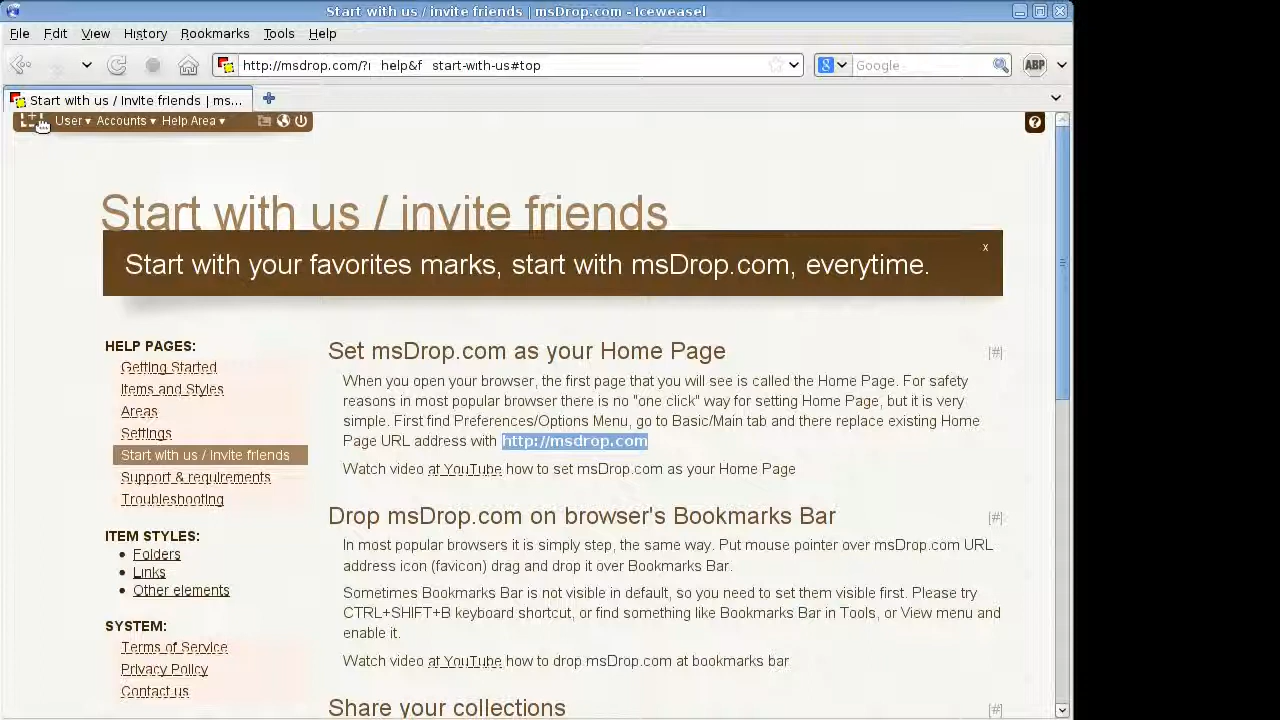 Start with us / invite friends | msDrop.com - Iceweasel
File Edit View History Bookmarks Tools Help
http://msdrop.com/? help&f start-with-us#top
Google
ABP
Start with us / invite friends | ms...
User ▾ Accounts ▾ Help Area ▾
Start with us / invite friends
Start with your favorites marks, start with msDrop.com, everytime.
x
HELP PAGES:
Getting Started
Items and Styles
Areas
Settings
Start with us / invite friends
Support & requirements
Troubleshooting
ITEM STYLES:
• Folders
• Links
• Other elements
SYSTEM:
Terms of Service
Privacy Policy
Contact us
Set msDrop.com as your Home Page
[#]
When you open your browser, the first page that you will see is called the Home Page. For safety
reasons in most popular browser there is no "one click" way for setting Home Page, but it is very
simple. First find Preferences/Options Menu, go to Basic/Main tab and there replace existing Home
Page URL address with http://msdrop.com
Watch video at YouTube how to set msDrop.com as your Home Page
Drop msDrop.com on browser's Bookmarks Bar
[#]
In most popular browsers it is simply step, the same way. Put mouse pointer over msDrop.com URL
address icon (favicon) drag and drop it over Bookmarks Bar.
Sometimes Bookmarks Bar is not visible in default, so you need to set them visible first. Please try
CTRL+SHIFT+B keyboard shortcut, or find something like Bookmarks Bar in Tools, or View menu and
enable it.
Watch video at YouTube how to drop msDrop.com at bookmarks bar
Share your collections
[#]